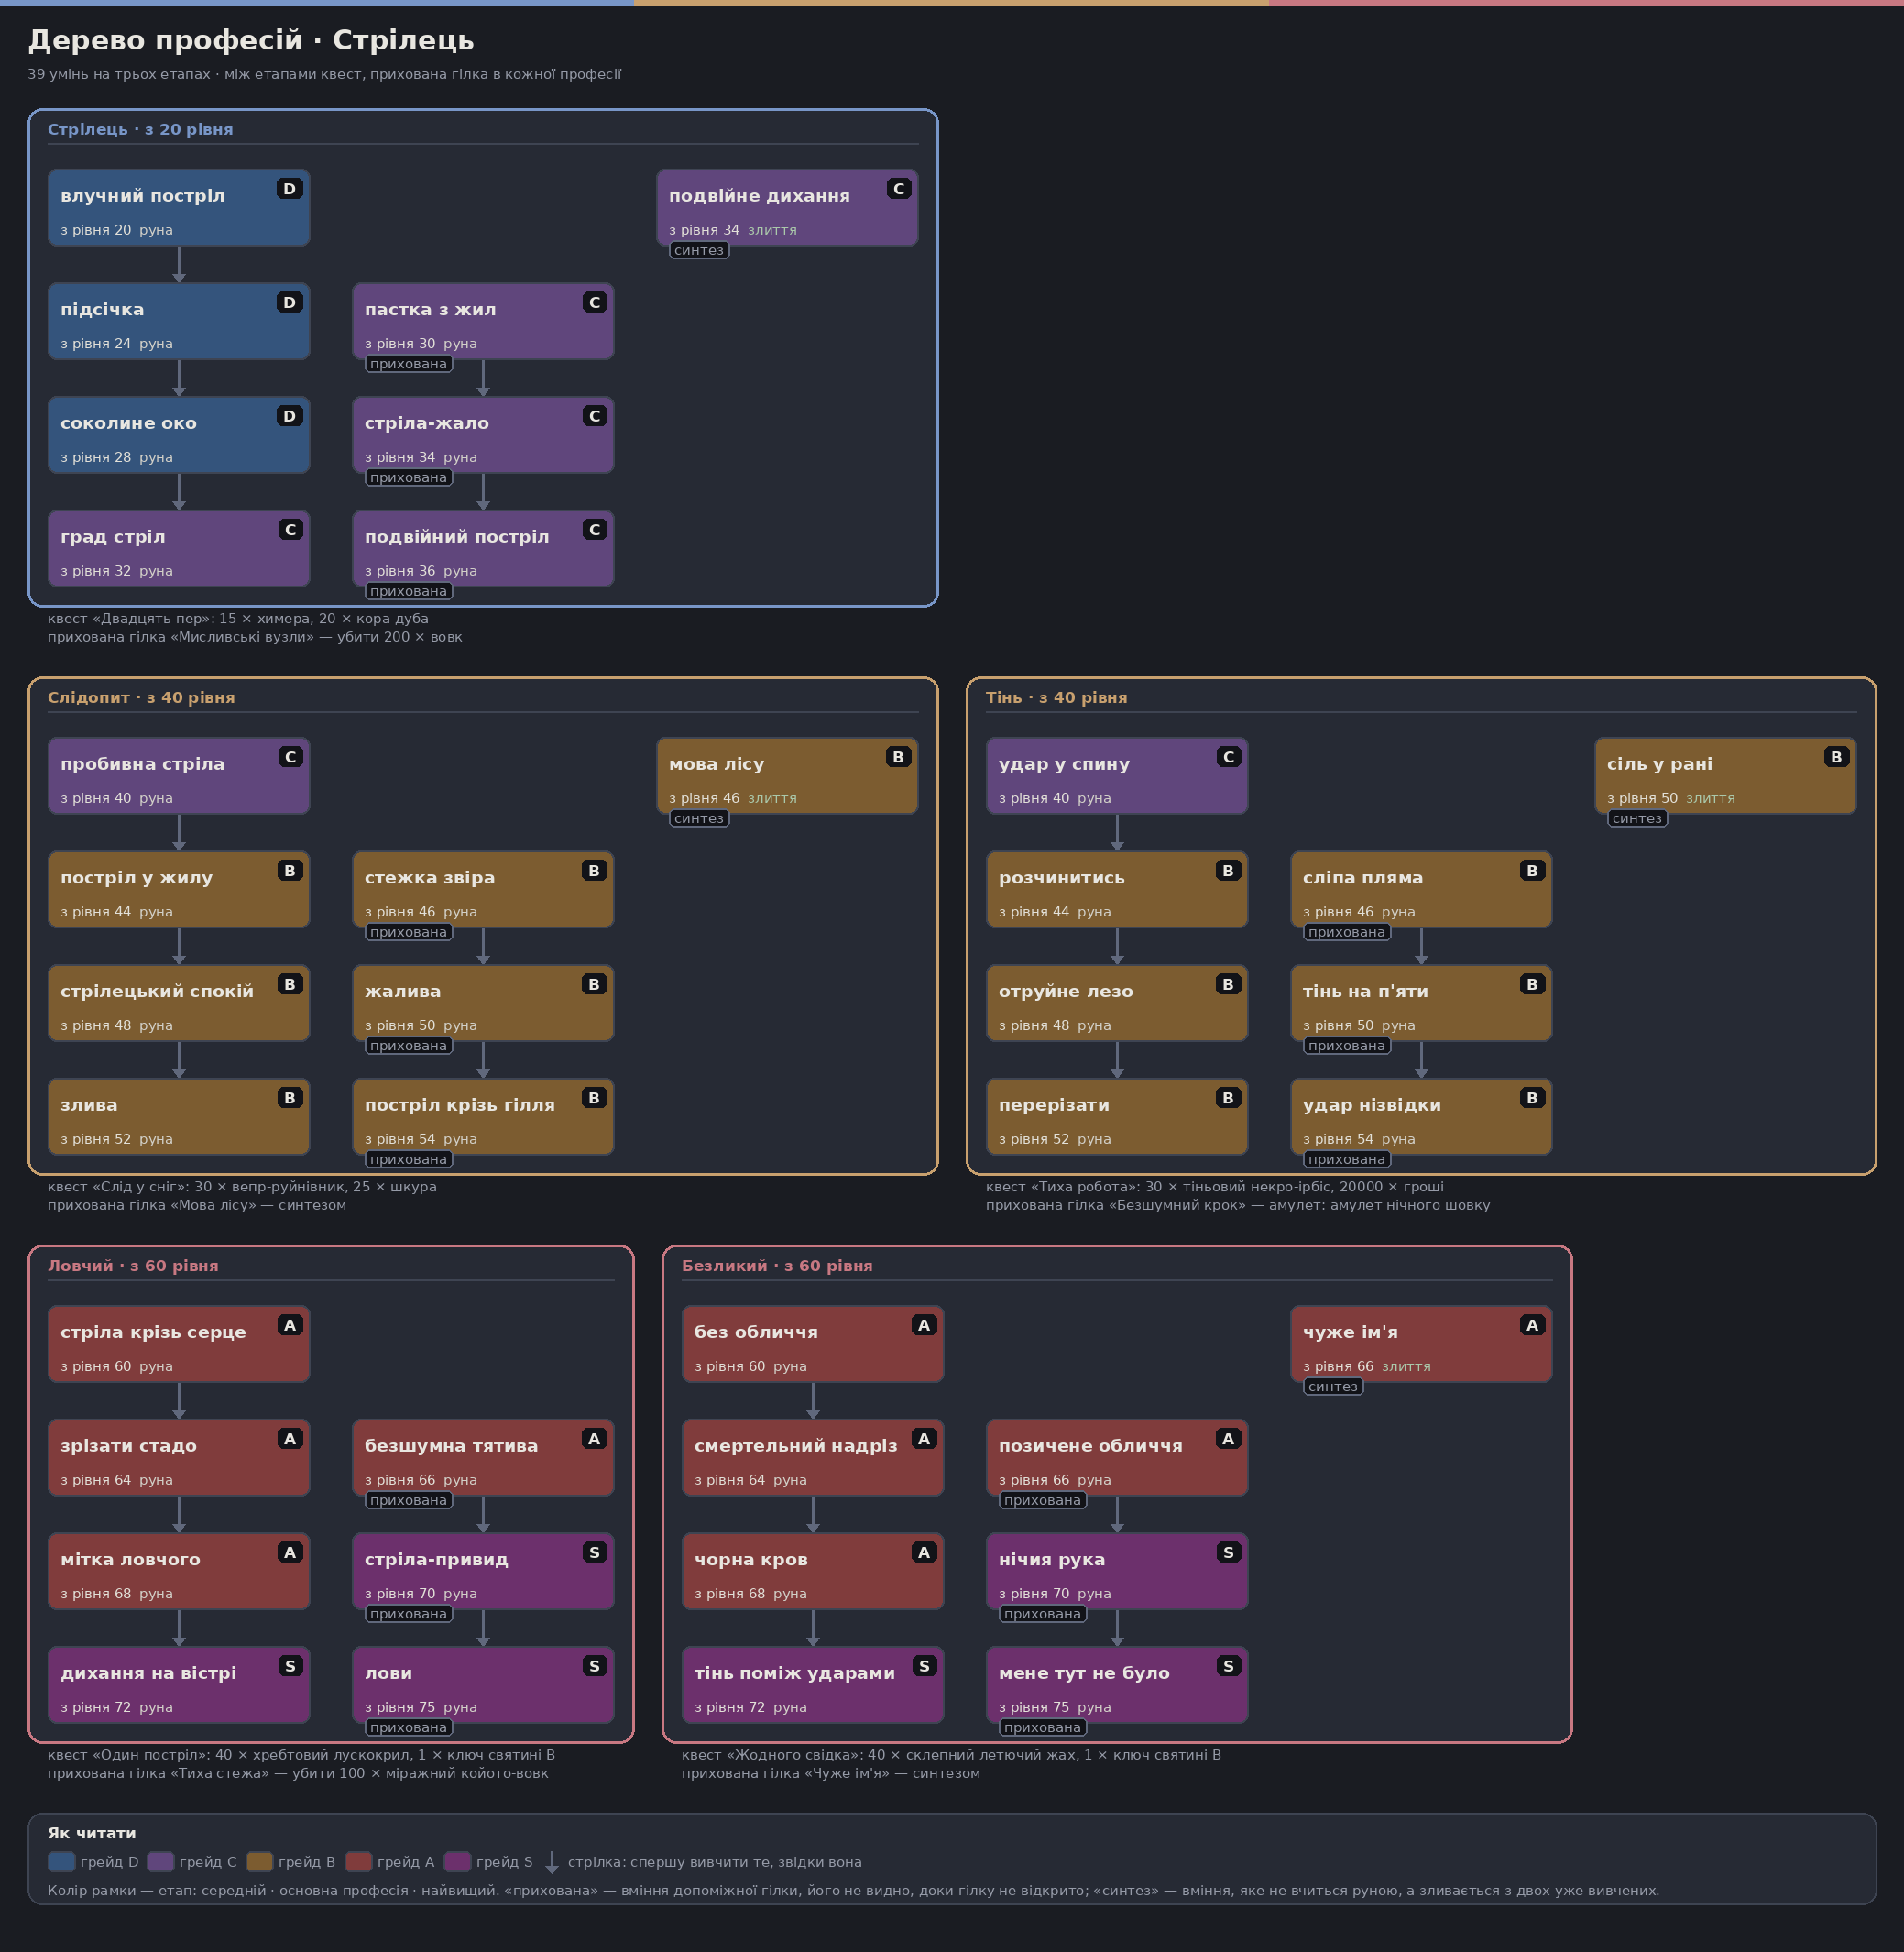 Дерево професій · Стрілець
39 умінь на трьох етапах · між етапами квест, прихована гілка в кожної професії
Стрілець · з 20 рівня
влучний постріл D
з рівня 20 руна
подвійне дихання C
з рівня 34 злиття
синтез
підсічка D
з рівня 24 руна
пастка з жил C
з рівня 30 руна
прихована
соколине око D
з рівня 28 руна
стріла-жало C
з рівня 34 руна
прихована
град стріл C
з рівня 32 руна
подвійний постріл C
з рівня 36 руна
прихована
квест «Двадцять пер»: 15 × химера, 20 × кора дуба
прихована гілка «Мисливські вузли» — убити 200 × вовк
Слідопит · з 40 рівня
пробивна стріла C
з рівня 40 руна
мова лісу B
з рівня 46 злиття
синтез
постріл у жилу B
з рівня 44 руна
стежка звіра B
з рівня 46 руна
прихована
стрілецький спокій B
з рівня 48 руна
жалива B
з рівня 50 руна
прихована
злива B
з рівня 52 руна
постріл крізь гілля B
з рівня 54 руна
прихована
квест «Слід у сніг»: 30 × вепр-руйнівник, 25 × шкура
прихована гілка «Мова лісу» — синтезом
Тінь · з 40 рівня
удар у спину C
з рівня 40 руна
сіль у рані B
з рівня 50 злиття
синтез
розчинитись B
з рівня 44 руна
сліпа пляма B
з рівня 46 руна
прихована
отруйне лезо B
з рівня 48 руна
тінь на п'яти B
з рівня 50 руна
прихована
перерізати B
з рівня 52 руна
удар нізвідки B
з рівня 54 руна
прихована
квест «Тиха робота»: 30 × тіньовий некро-ірбіс, 20000 × гроші
прихована гілка «Безшумний крок» — амулет: амулет нічного шовку
Ловчий · з 60 рівня
стріла крізь серце A
з рівня 60 руна
зрізати стадо A
з рівня 64 руна
безшумна тятива A
з рівня 66 руна
прихована
мітка ловчого A
з рівня 68 руна
стріла-привид S
з рівня 70 руна
прихована
дихання на вістрі S
з рівня 72 руна
лови S
з рівня 75 руна
прихована
квест «Один постріл»: 40 × хребтовий лускокрил, 1 × ключ святині B
прихована гілка «Тиха стежка» — убити 100 × міражний койото-вовк
Безликий · з 60 рівня
без обличчя A
з рівня 60 руна
чуже ім'я A
з рівня 66 злиття
синтез
смертельний надріз A
з рівня 64 руна
позичене обличчя A
з рівня 66 руна
прихована
чорна кров A
з рівня 68 руна
нічия рука S
з рівня 70 руна
прихована
тінь поміж ударами S
з рівня 72 руна
мене тут не було S
з рівня 75 руна
прихована
квест «Жодного свідка»: 40 × склепний летючий жах, 1 × ключ святині B
прихована гілка «Чуже ім'я» — синтезом
Як читати
грейд D грейд C грейд B грейд A грейд S стрілка: спершу вивчити те, звідки вона
Колір рамки — етап: середній · основна професія · найвищий. «прихована» — вміння допоміжної гілки, його не видно, доки гілку не відкрито; «синтез» — вміння, яке не вчиться руною, а зливається з двох уже вивчених.